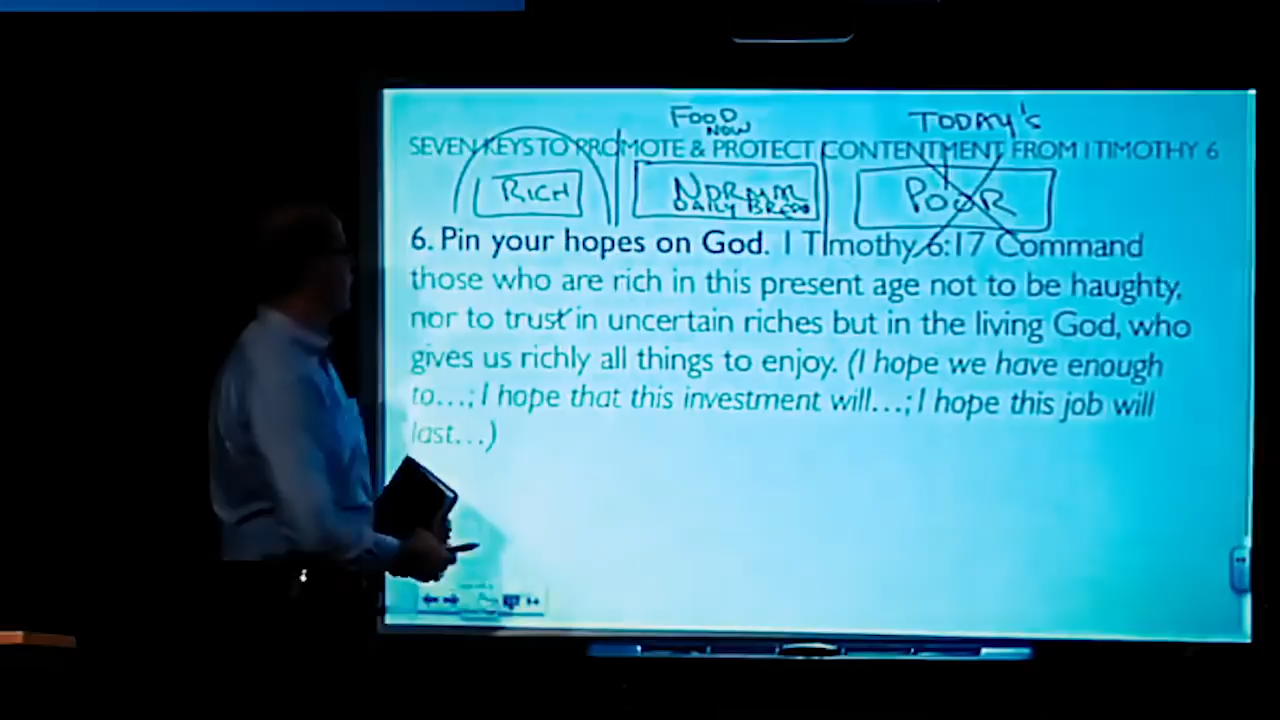 FOOD TODAY'S
NOW
SEVEN KEYS TO PROMOTE & PROTECT CONTENTMENT FROM I TIMOTHY 6
RICH NORMAL POOR
DAILY BREAD
6. Pin your hopes on God. I Timothy 6:17 Command
those who are rich in this present age not to be haughty,
nor to trust in uncertain riches but in the living God, who
gives us richly all things to enjoy. (I hope we have enough
to...; I hope that this investment will...; I hope this job will
last...)